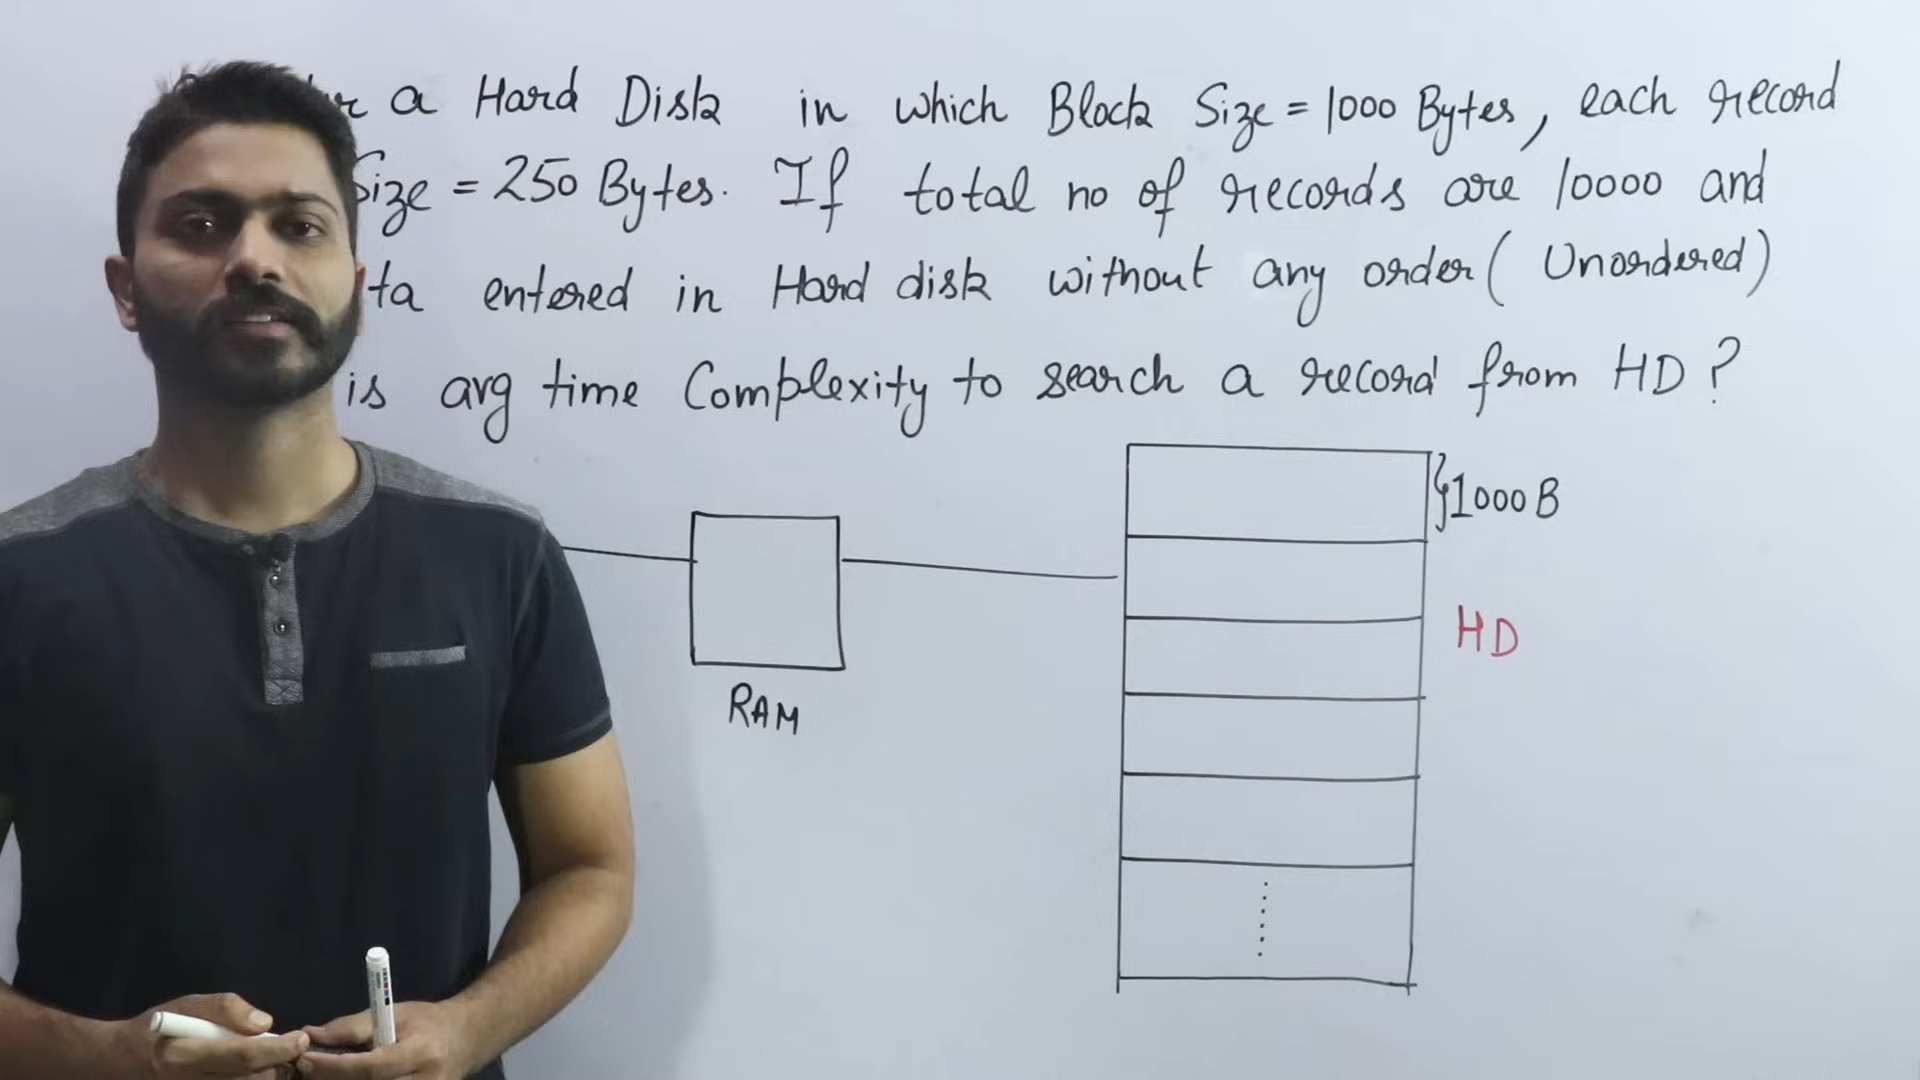 a Hard Disk in which Block Size = 1000 Bytes, each record
Size = 250 Bytes. If total no of records are 10000 and
ta entered in Hard disk without any order (Unordered)
is avg time Complexity to search a record from HD?
1000 B
HD
RAM